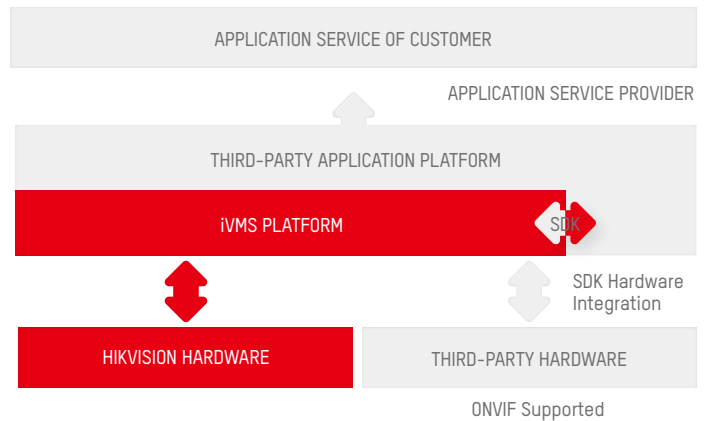 APPLICATION SERVICE OF CUSTOMER
APPLICATION SERVICE PROVIDER
THIRD-PARTY APPLICATION PLATFORM
iVMS PLATFORM
SDK
SDK Hardware
Integration
HIKVISION HARDWARE
THIRD-PARTY HARDWARE
ONVIF Supported